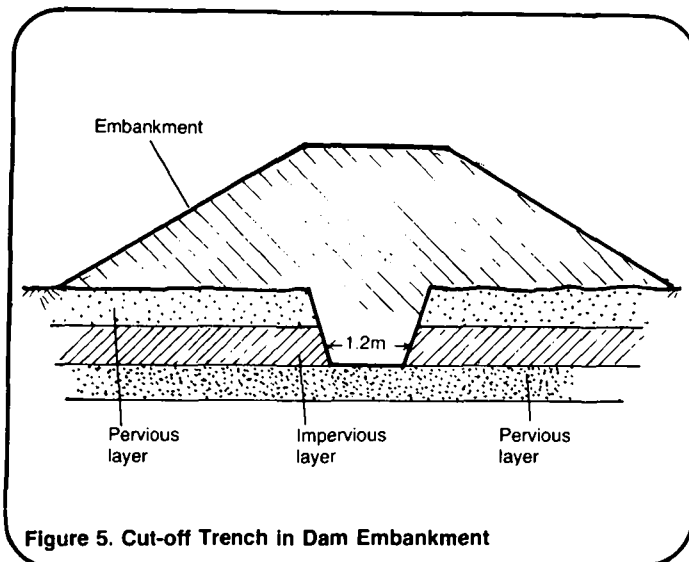 Embankment
1.2m
Pervious
layer
Impervious
layer
Pervious
layer
Figure 5. Cut-off Trench in Dam Embankment